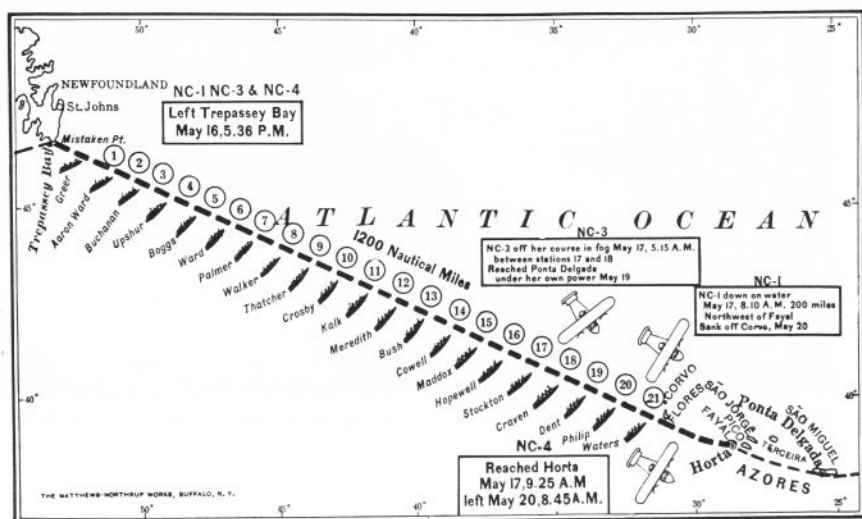 50°
45°
40°
35°
30°
25°
NEWFOUNDLAND
St.Johns
Mistaken Pt.
Trepassey Bay
NC-1 NC-3 & NC-4
Left Trepassey Bay
May 16,5.36 P.M.
1
2
3
4
5
6
7
8
9
10
11
12
13
14
15
16
17
18
19
20
21
Greer
Aaron Ward
Buchanan
Upshur
Boggs
Ward
Palmer
Walker
Thatcher
Crosby
Kalk
Meredith
Bush
Cowell
Maddox
Hopewell
Stockton
Craven
Dent
Philip
Waters
ATLANTIC OCEAN
1200 Nautical Miles
NC-3
NC-3 off her course in fog May 17, 5.15 A.M.
between stations 17 and 18
Reached Ponta Delgada
under her own power May 19
NC-1
NC-1 down on water
May 17, 8.10 A.M. 200 miles
Northwest of Fayal
Sank off Corvo, May 20
45°
45°
40°
40°
CORVO
FLORES
SÃO JORGE
PICO
FAYAL
Horta
TERCEIRA
Ponta Delgada
SÃO MIGUEL
AZORES
NC-4
Reached Horta
May 17,9.25 A.M
left May 20,8.45A.M.
THE MATTHEWS-NORTHRUP WORKS, BUFFALO, N.Y.
50°
45°
40°
35°
30°
25°